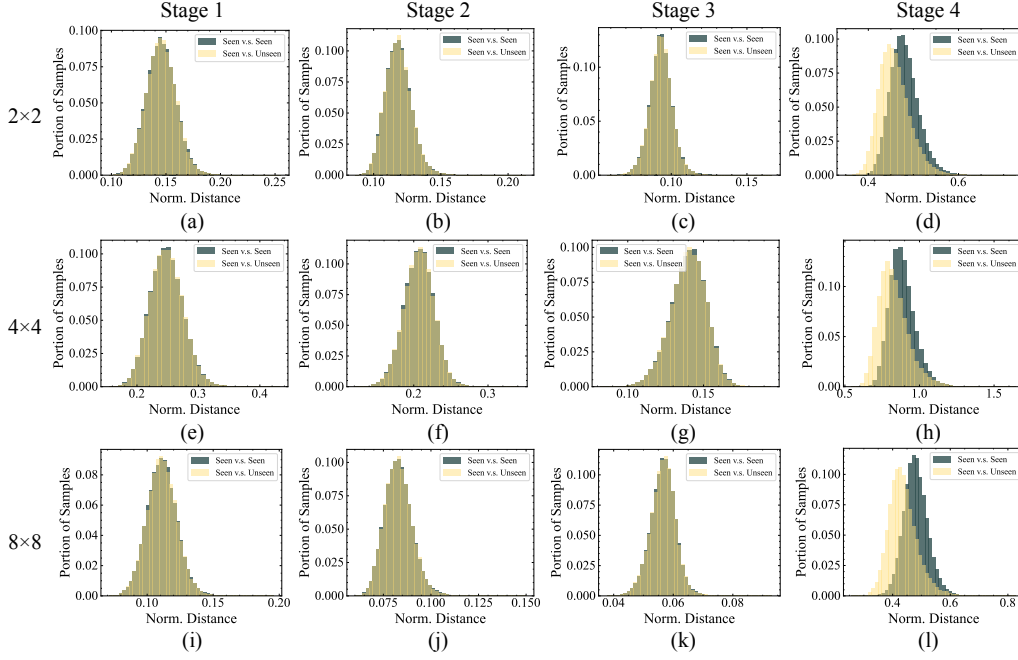 Stage 1
Stage 2
Stage 3
Stage 4
2×2
Portion of Samples
0.100
0.075
0.050
0.025
0.000
Seen v.s. Seen
Seen v.s. Unseen
0.10
0.15
0.20
0.25
Norm. Distance
(a)
Portion of Samples
0.100
0.075
0.050
0.025
0.000
Seen v.s. Seen
Seen v.s. Unseen
0.10
0.15
0.20
Norm. Distance
(b)
Portion of Samples
0.10
0.05
0.00
Seen v.s. Seen
Seen v.s. Unseen
0.10
0.15
Norm. Distance
(c)
Portion of Samples
0.100
0.075
0.050
0.025
0.000
Seen v.s. Seen
Seen v.s. Unseen
0.4
0.6
Norm. Distance
(d)
4×4
Portion of Samples
0.100
0.075
0.050
0.025
0.000
Seen v.s. Seen
Seen v.s. Unseen
0.2
0.3
0.4
Norm. Distance
(e)
Portion of Samples
0.100
0.075
0.050
0.025
0.000
Seen v.s. Seen
Seen v.s. Unseen
0.2
0.3
Norm. Distance
(f)
Portion of Samples
0.100
0.075
0.050
0.025
0.000
Seen v.s. Seen
Seen v.s. Unseen
0.10
0.15
Norm. Distance
(g)
Portion of Samples
0.10
0.05
0.00
Seen v.s. Seen
Seen v.s. Unseen
0.5
1.0
1.5
Norm. Distance
(h)
8×8
Portion of Samples
0.08
0.06
0.04
0.02
0.00
Seen v.s. Seen
Seen v.s. Unseen
0.10
0.15
0.20
Norm. Distance
(i)
Portion of Samples
0.100
0.075
0.050
0.025
0.000
Seen v.s. Seen
Seen v.s. Unseen
0.075
0.100
0.125
0.150
Norm. Distance
(j)
Portion of Samples
0.100
0.075
0.050
0.025
0.000
Seen v.s. Seen
Seen v.s. Unseen
0.04
0.06
0.08
Norm. Distance
(k)
Portion of Samples
0.100
0.075
0.050
0.025
0.000
Seen v.s. Seen
Seen v.s. Unseen
0.4
0.6
0.8
Norm. Distance
(l)